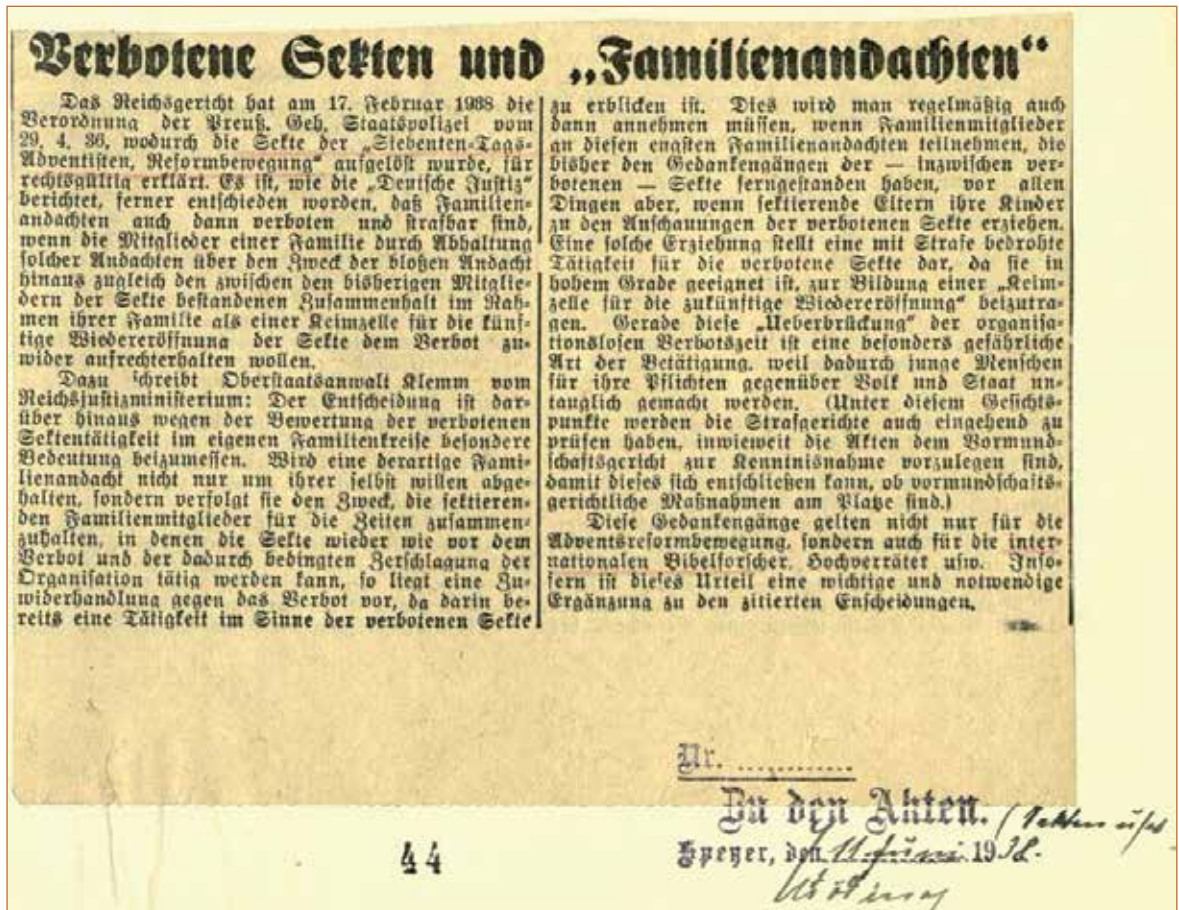 Verbotene Sekten und „Familienandachten“
Das Reichsgericht hat am 17. Februar 1938 die
Verordnung der Preuß. Geh. Staatspolizei vom
29. 4. 36, wodurch die Sekte der „Siebenten-Tags-
Adventisten, Reformbewegung“ aufgelöst wurde, für
rechtsgültig erklärt. Es ist, wie die „Deutsche Justiz“
berichtet, ferner entschieden worden, daß Familien-
andachten auch dann verboten und strafbar sind,
wenn die Mitglieder einer Familie durch Abhaltung
solcher Andachten über den Zweck der bloßen Andacht
hinaus zugleich den zwischen den bisherigen Mitglie-
dern der Sekte bestandenen Zusammenhalt im Rah-
men ihrer Familie als einer Keimzelle für die künf-
tige Wiedereröffnung der Sekte dem Verbot zu-
wider aufrechterhalten wollen.
Dazu schreibt Oberstaatsanwalt Klemm vom
Reichsjustizministerium: Der Entscheidung ist dar-
über hinaus wegen der Bewertung der verbotenen
Sektentätigkeit im eigenen Familienkreise besondere
Bedeutung beizumessen. Wird eine derartige Fami-
lienandacht nicht nur um ihrer selbst willen abge-
halten, sondern verfolgt sie den Zweck, die sektieren-
den Familienmitglieder für die Zeiten zusammen-
zuhalten, in denen die Sekte wieder wie vor dem
Verbot und der dadurch bedingten Zerschlagung der
Organisation tätig werden kann, so liegt eine Zu-
widerhandlung gegen das Verbot vor, da darin be-
reits eine Tätigkeit im Sinne der verbotenen Sekte
zu erblicken ist. Dies wird man regelmäßig auch
dann annehmen müssen, wenn Familienmitglieder
an diesen engsten Familienandachten teilnehmen, die
bisher den Gedankengängen der — inzwischen ver-
botenen — Sekte ferngestanden haben, vor allen
Dingen aber, wenn sektierende Eltern ihre Kinder
zu den Anschauungen der verbotenen Sekte erziehen.
Eine solche Erziehung stellt eine mit Strafe bedrohte
Tätigkeit für die verbotene Sekte dar, da sie in
hohem Grade geeignet ist, zur Bildung einer „Keim-
zelle für die zukünftige Wiedereröffnung“ beizutra-
gen. Gerade diese „Ueberbrückung“ der organisa-
tionslosen Verbotszeit ist eine besonders gefährliche
Art der Betätigung, weil dadurch junge Menschen
für ihre Pflichten gegenüber Volk und Staat un-
tauglich gemacht werden. (Unter diesem Gesichts-
punkte werden die Strafgerichte auch eingehend zu
prüfen haben, inwieweit die Akten dem Vormund-
schaftsgericht zur Kenntnisnahme vorzulegen sind,
damit dieses sich entschließen kann, ob vormundschafts-
gerichtliche Maßnahmen am Platze sind.)
Diese Gedankengänge gelten nicht nur für die
Adventsreformbewegung, sondern auch für die inter-
nationalen Bibelforscher, Hochverräter usw. Inso-
fern ist dieses Urteil eine wichtige und notwendige
Ergänzung zu den zitierten Enscheidungen.
Nr. ............
Zu den Akten.
Speyer, den 11. Juni 1938.
44